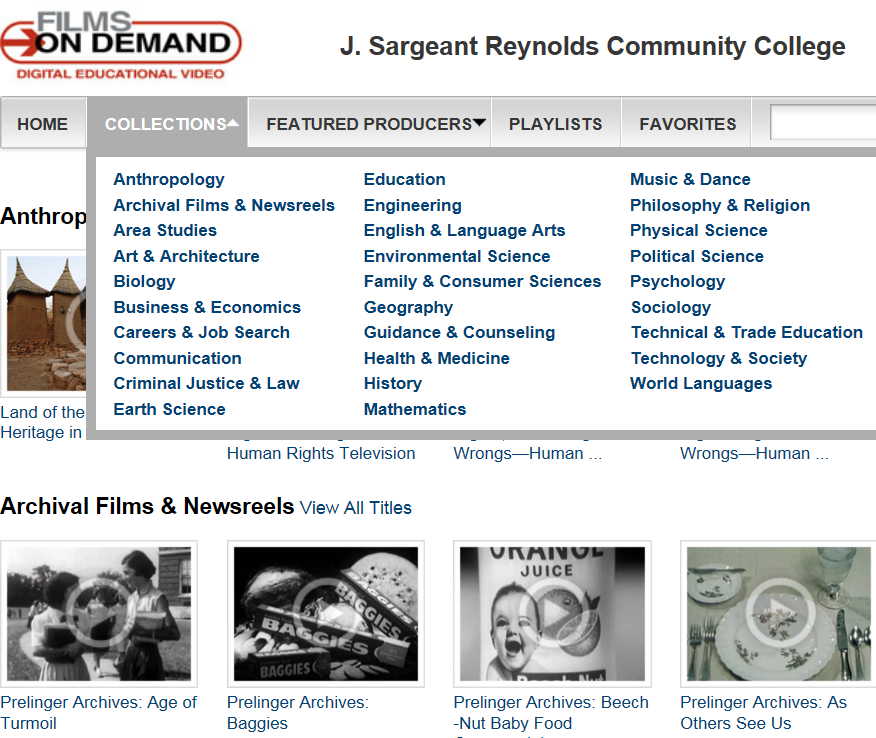 FILMS
ON DEMAND
DIGITAL EDUCATIONAL VIDEO
J. Sargeant Reynolds Community College
HOME
COLLECTIONS
FEATURED PRODUCERS
PLAYLISTS
FAVORITES
Anthropology
Archival Films & Newsreels
Area Studies
Art & Architecture
Biology
Business & Economics
Careers & Job Search
Communication
Criminal Justice & Law
Earth Science
Education
Engineering
English & Language Arts
Environmental Science
Family & Consumer Sciences
Geography
Guidance & Counseling
Health & Medicine
History
Mathematics
Music & Dance
Philosophy & Religion
Physical Science
Political Science
Psychology
Sociology
Technical & Trade Education
Technology & Society
World Languages
Anthrop
Land of the
Heritage in
Human Rights Television
Wrongs—Human ...
Wrongs—Human ...
Archival Films & Newsreels View All Titles
BAGGIES
BAGGIES
BAGGIES
ORANGE
JUICE
Beech-Nut
Prelinger Archives: Age of
Turmoil
Prelinger Archives:
Baggies
Prelinger Archives: Beech
-Nut Baby Food
Prelinger Archives: As
Others See Us